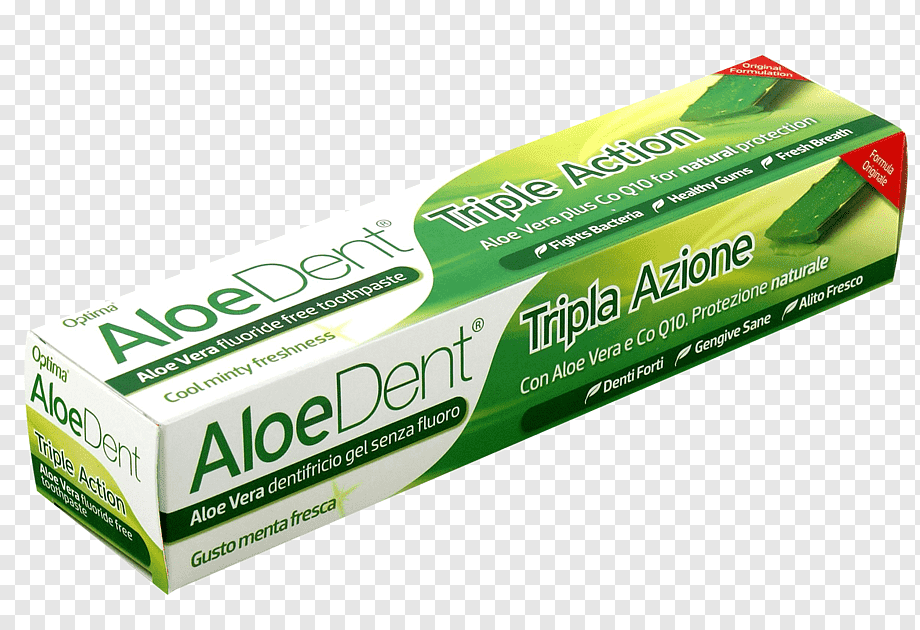 Original
Formulation
Triple Action
Aloe Vera plus Co Q10 for natural protection
Fights Bacteria Healthy Gums Fresh Breath
Optima®
AloeDent®
Aloe Vera fluoride free toothpaste
Cool minty freshness
Formula
Originale
Tripla Azione
Con Aloe Vera e Co Q10. Protezione naturale
Denti Forti Gengive Sane Alito Fresco
AloeDent®
Aloe Vera dentifricio gel senza fluoro
Gusto menta fresca
Optima®
AloeDent
Triple Action
Aloe Vera fluoride free
toothpaste